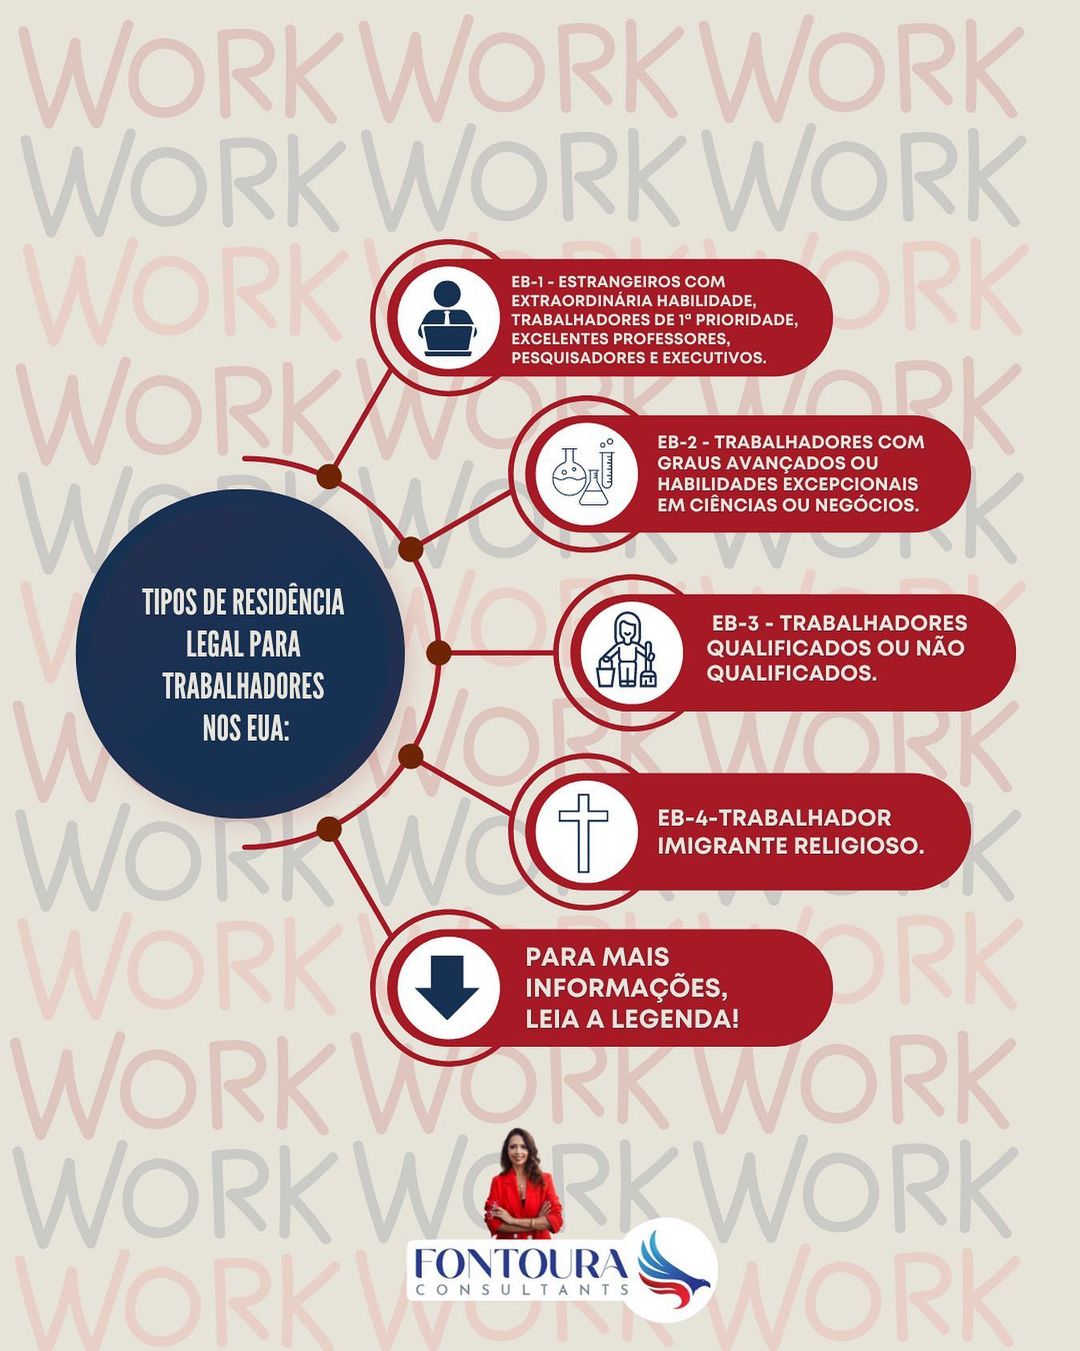 WORK WORK WORK
WORK WORK WORK
WORK WORK WORK
EB-1 - ESTRANGEIROS COM
EXTRAORDINÁRIA HABILIDADE,
TRABALHADORES DE 1ª PRIORIDADE,
EXCELENTES PROFESSORES,
PESQUISADORES E EXECUTIVOS.
WORK WORK WORK
EB-2 - TRABALHADORES COM
GRAUS AVANÇADOS OU
HABILIDADES EXCEPCIONAIS
EM CIÊNCIAS OU NEGÓCIOS.
WORK WORK WORK
TIPOS DE RESIDÊNCIA
LEGAL PARA
TRABALHADORES
NOS EUA:
WORK WORK WORK
EB-3 - TRABALHADORES
QUALIFICADOS OU NÃO
QUALIFICADOS.
WORK WORK WORK
EB-4-TRABALHADOR
IMIGRANTE RELIGIOSO.
WORK WORK WORK
WORK WORK WORK
PARA MAIS
INFORMAÇÕES,
LEIA A LEGENDA!
WORK WORK WORK
WORK WORK WORK
WORK WORK WORK
FONTOURA
CONSULTANTS